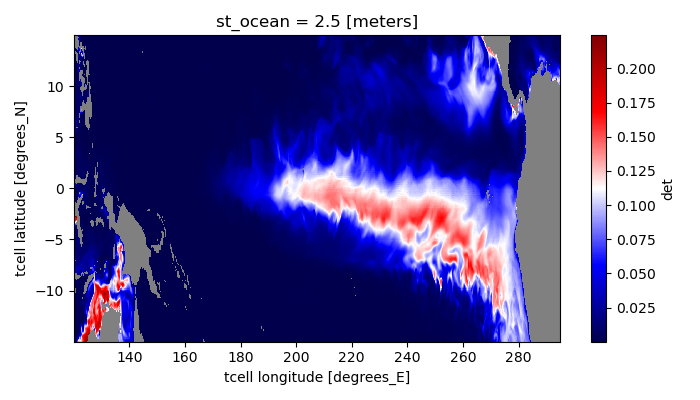 st_ocean = 2.5 [meters]
10
5
0
−5
−10
tcell latitude [degrees_N]
140 160 180 200 220 240 260 280
tcell longitude [degrees_E]
0.200
0.175
0.150
0.125
0.100
0.075
0.050
0.025
det